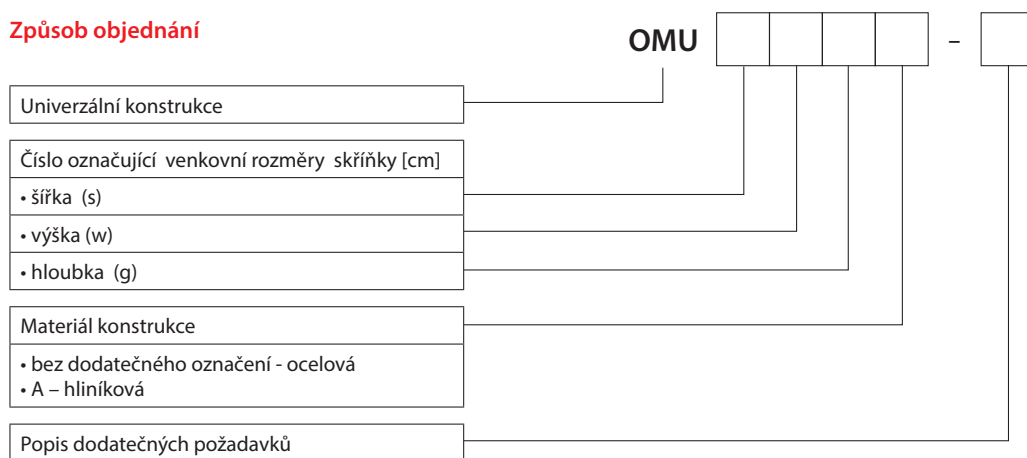 Způsob objednání
OMU –
Univerzální konstrukce
Číslo označující venkovní rozměry skříňky [cm]
• šířka (s)
• výška (w)
• hloubka (g)
Materiál konstrukce
• bez dodatečného označení - ocelová
• A – hliníková
Popis dodatečných požadavků